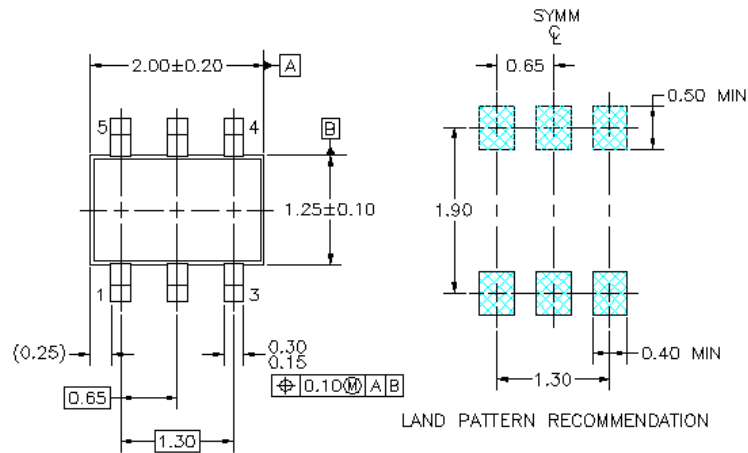 SYMM
℄
2.00±0.20
A
0.65
0.50 MIN
5
4
B
1.25±0.10
1.90
1
3
(0.25)
0.30
0.15
⌖ 0.10Ⓜ A B
0.40 MIN
0.65
1.30
1.30
LAND PATTERN RECOMMENDATION